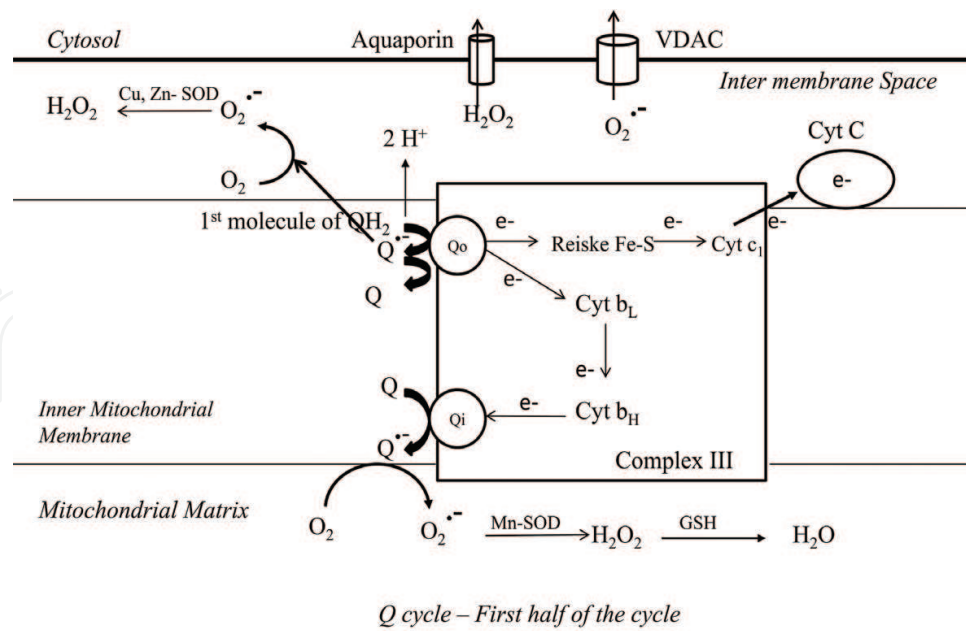 Cytosol
Aquaporin
VDAC
Inter membrane Space
H₂O₂
Cu, Zn- SOD
O₂•-
H₂O₂
O₂•-
2 H⁺
Cyt C
e-
O₂
1st molecule of QH₂
Q•-
Qo
e-
Reiske Fe-S
e-
Cyt c₁
e-
Q
e-
Cyt bL
e-
Q
Qi
e-
Cyt bH
Q•-
Inner Mitochondrial
Membrane
Complex III
Mitochondrial Matrix
O₂
O₂•-
Mn-SOD
H₂O₂
GSH
H₂O
Q cycle – First half of the cycle